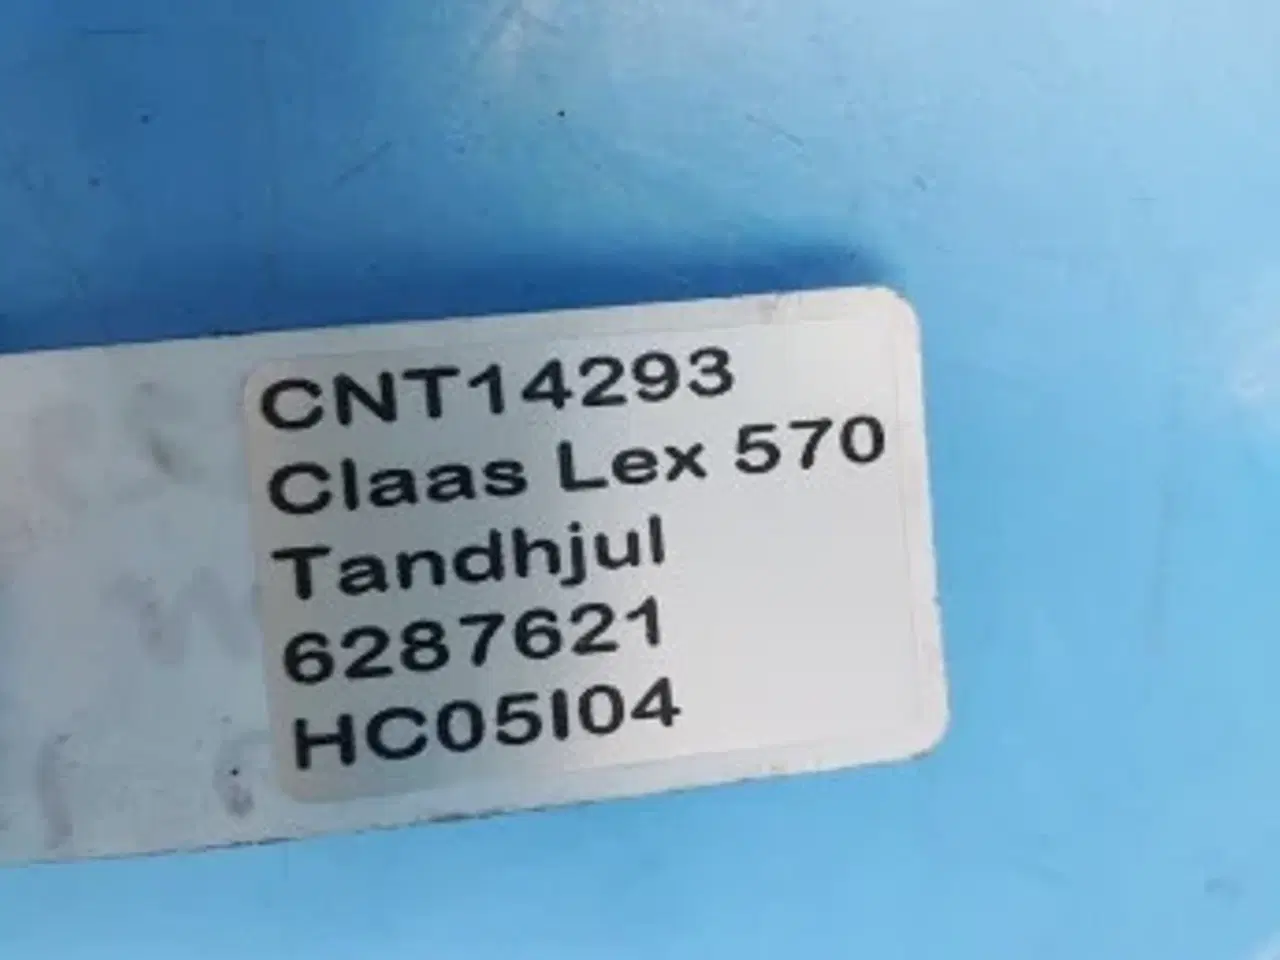 CNT14293
Claas Lex 570
Tandhjul
6287621
HC05I04